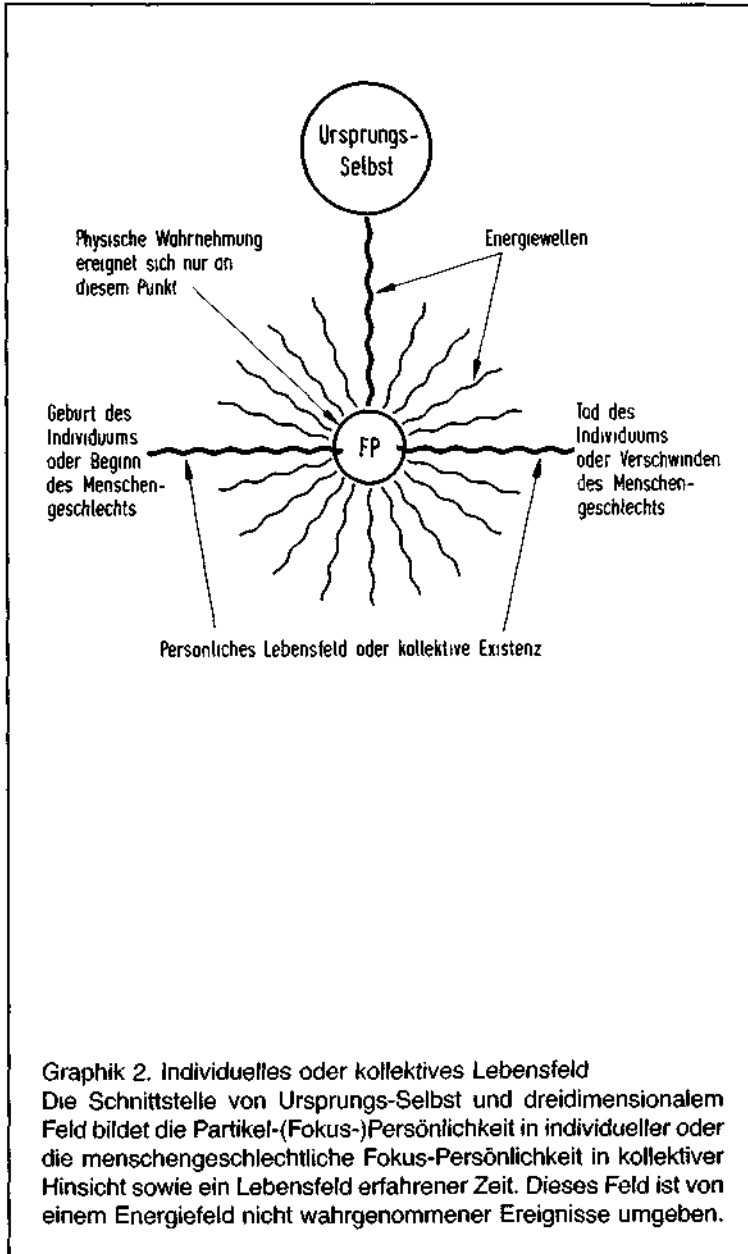 Ursprungs-
Selbst
Physische Wahrnehmung
ereignet sich nur an
diesem Punkt
Energiewellen
Geburt des
Individuums
oder Beginn
des Menschen-
geschlechts
FP
Tod des
Individuums
oder Verschwinden
des Menschen-
geschlechts
Persönliches Lebensfeld oder kollektive Existenz
Graphik 2. Individuelles oder kollektives Lebensfeld
Die Schnittstelle von Ursprungs-Selbst und dreidimensionalem
Feld bildet die Partikel-(Fokus-)Persönlichkeit in individueller oder
die menschengeschlechtliche Fokus-Persönlichkeit in kollektiver
Hinsicht sowie ein Lebensfeld erfahrener Zeit. Dieses Feld ist von
einem Energiefeld nicht wahrgenommener Ereignisse umgeben.